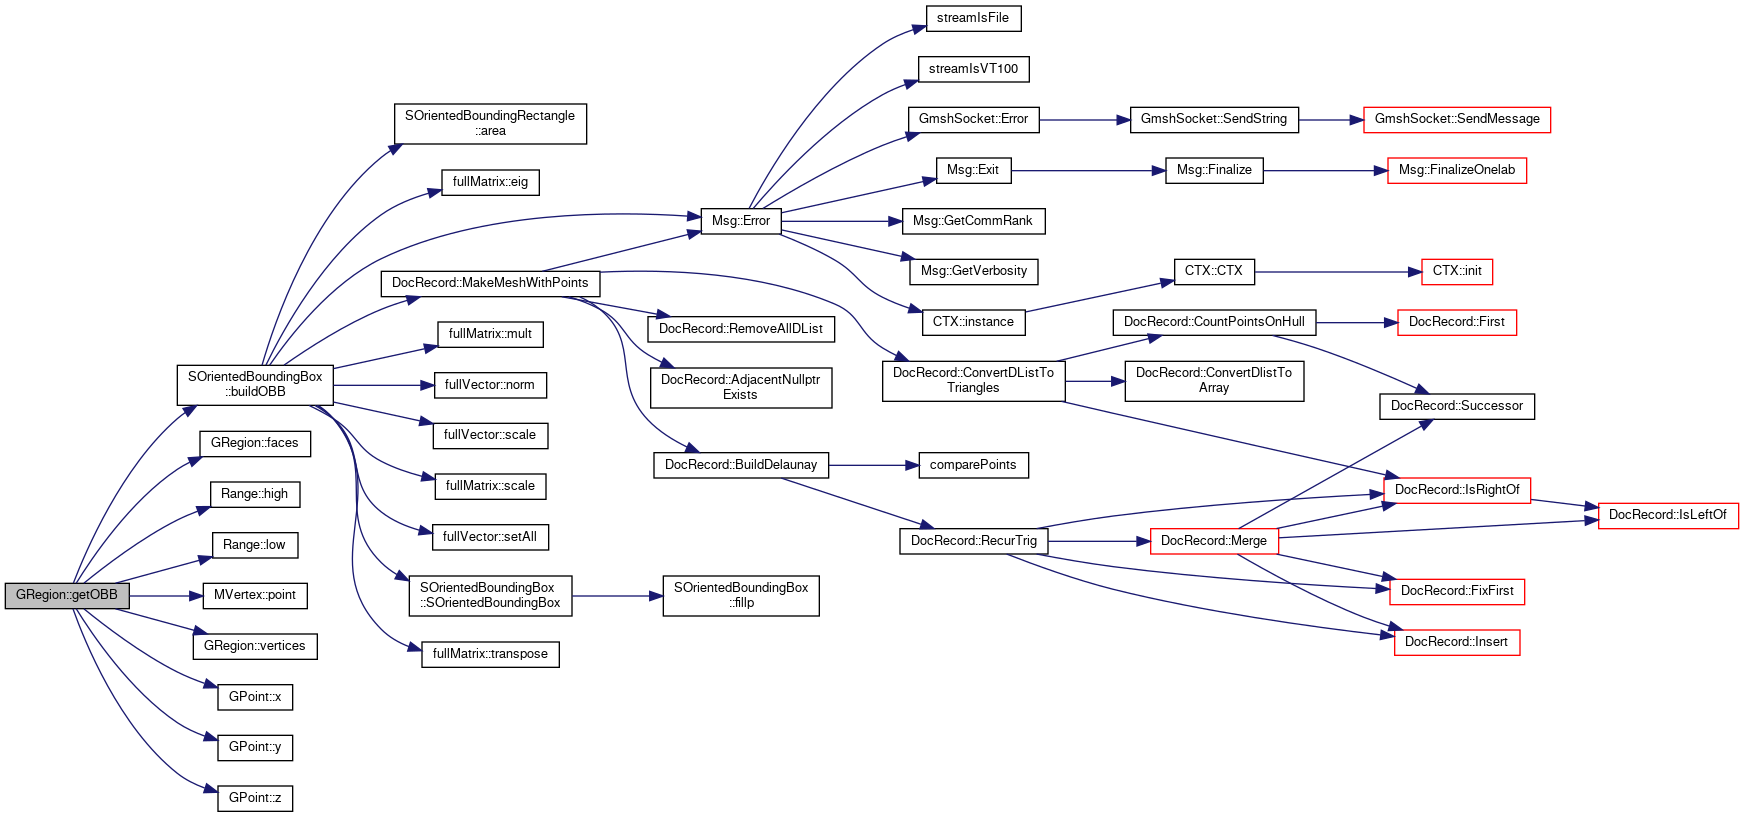 GRegion::getOBB
SOrientedBoundingBox
::buildOBB
GRegion::faces
Range::high
Range::low
MVertex::point
GRegion::vertices
GPoint::x
GPoint::y
GPoint::z
SOrientedBoundingRectangle
::area
fullMatrix::eig
DocRecord::MakeMeshWithPoints
fullMatrix::mult
fullVector::norm
fullVector::scale
fullMatrix::scale
fullVector::setAll
SOrientedBoundingBox
::SOrientedBoundingBox
fullMatrix::transpose
Msg::Error
DocRecord::RemoveAllDList
DocRecord::AdjacentNullptr
Exists
DocRecord::BuildDelaunay
SOrientedBoundingBox
::fillp
streamIsFile
streamIsVT100
GmshSocket::Error
Msg::Exit
Msg::GetCommRank
Msg::GetVerbosity
CTX::instance
DocRecord::ConvertDListTo
Triangles
comparePoints
DocRecord::RecurTrig
GmshSocket::SendString
Msg::Finalize
CTX::CTX
DocRecord::CountPointsOnHull
DocRecord::ConvertDlistTo
Array
DocRecord::Merge
GmshSocket::SendMessage
Msg::FinalizeOnelab
CTX::init
DocRecord::First
DocRecord::Successor
DocRecord::IsRightOf
DocRecord::FixFirst
DocRecord::Insert
DocRecord::IsLeftOf